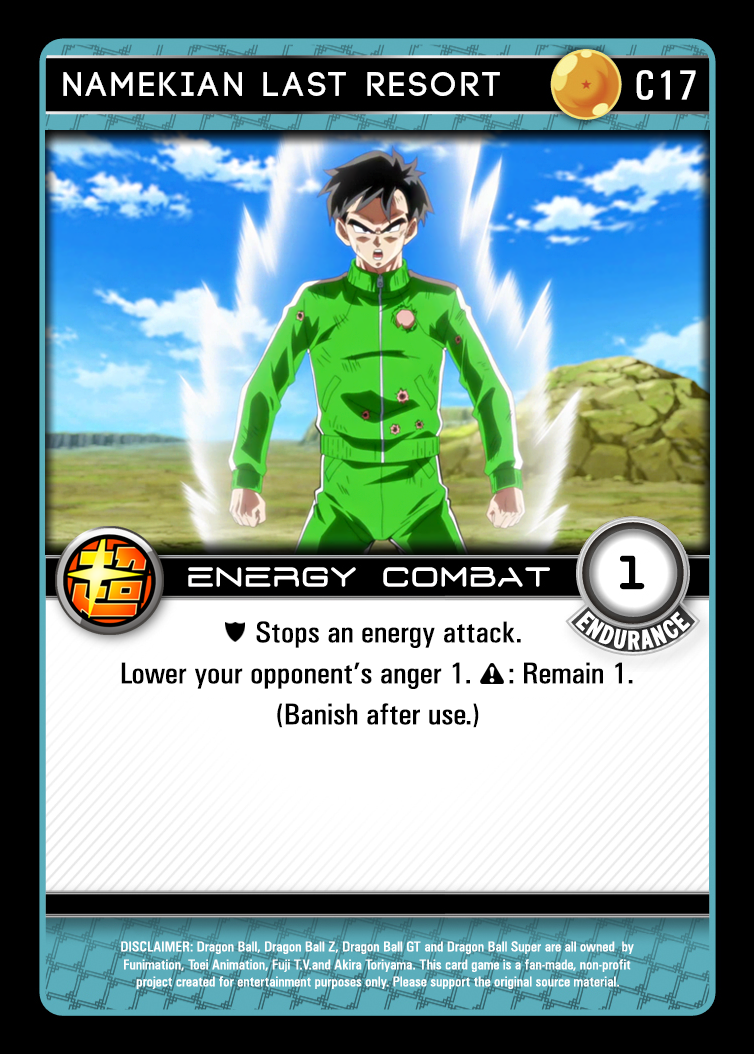 NAMEKIAN LAST RESORT C17
超
ENERGY COMBAT 1
ENDURANCE
Stops an energy attack.
Lower your opponent's anger 1. : Remain 1.
(Banish after use.)
DISCLAIMER: Dragon Ball, Dragon Ball Z, Dragon Ball GT and Dragon Ball Super are all owned by
Funimation, Toei Animation, Fuji T.V.and Akira Toriyama. This card game is a fan-made, non-profit
project created for entertainment purposes only. Please support the original source material.